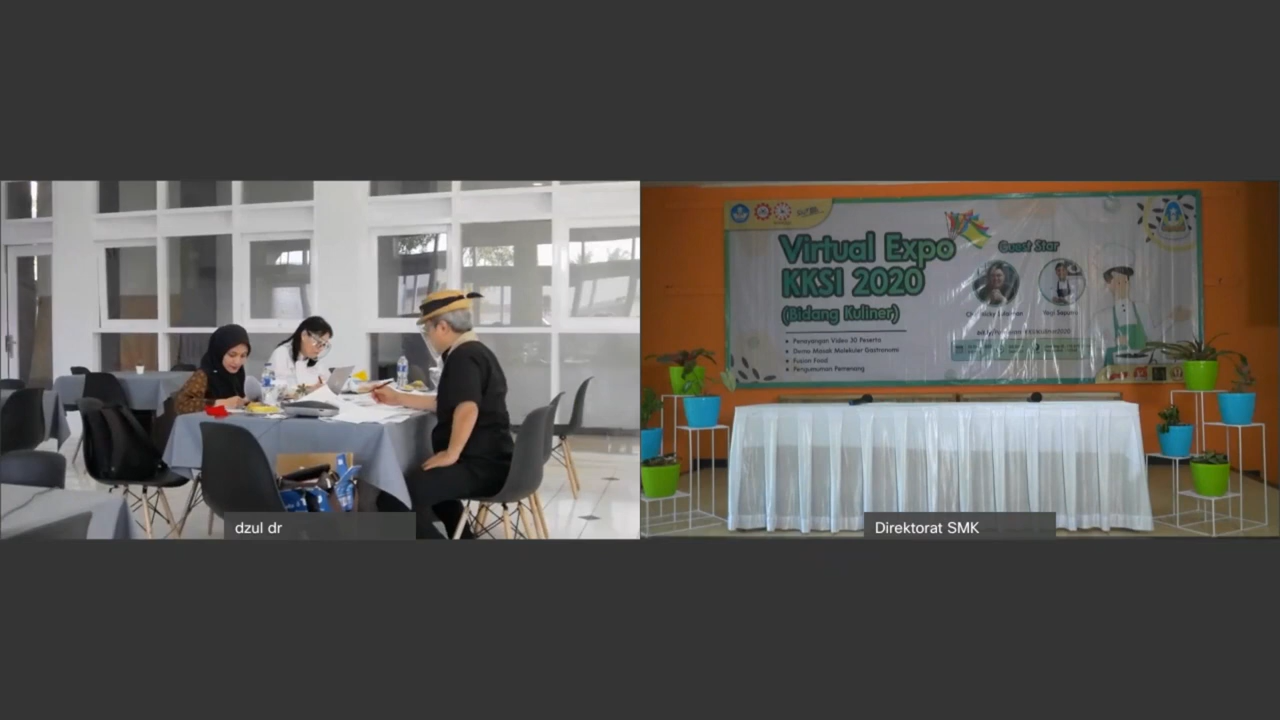 Virtual Expo
KKSI 2020
(Bidang Kuliner)
Penayangan Video 30 Peserta
Demo Masak Molekuler Gastronomi
Fusion Food
Pengumuman Pemenang
Guest Star
dzul dr
Direktorat SMK